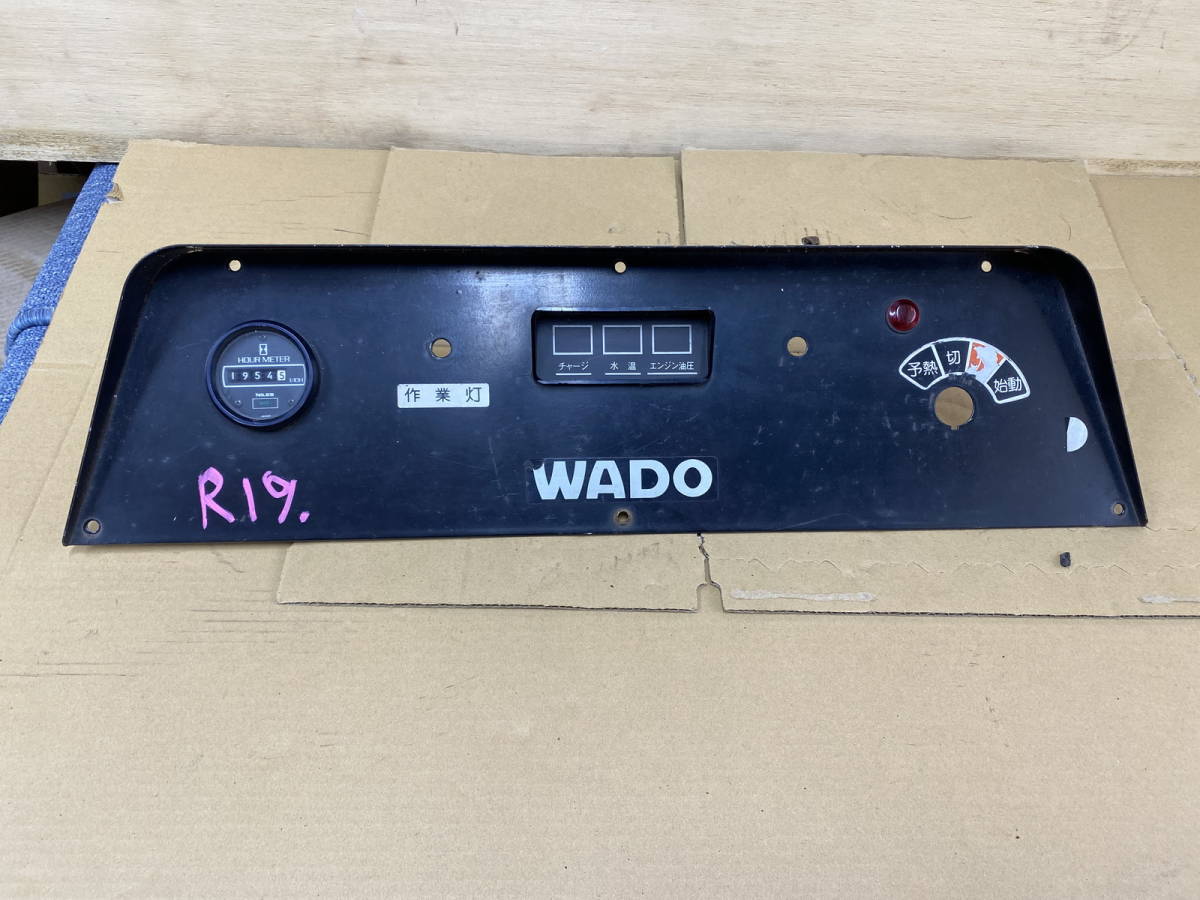 HOUR METER
19545
1/10H
NILES
チャージ
水温
エンジン油圧
作業灯
予熱
切
始動
WADO
R19.